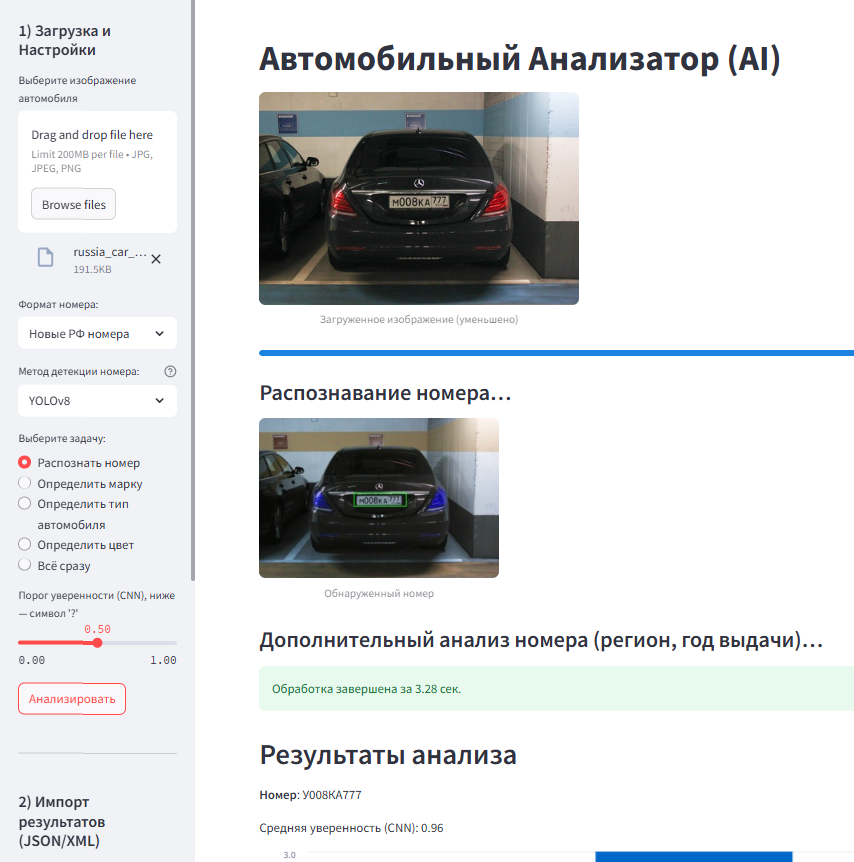 1) Загрузка и
Настройки
Выберите изображение
автомобиля
Drag and drop file here
Limit 200MB per file • JPG,
JPEG, PNG
Browse files
russia_car_...
191.5KB
Формат номера:
Новые РФ номера
Метод детекции номера:
YOLOv8
Выберите задачу:
Распознать номер
Определить марку
Определить тип
автомобиля
Определить цвет
Всё сразу
Порог уверенности (CNN), ниже
— символ '?'
0.50
0.00 1.00
Анализировать
2) Импорт
результатов
(JSON/XML)
Автомобильный Анализатор (AI)
М008КА 777
Загруженное изображение (уменьшено)
Распознавание номера...
М008КА 777
Обнаруженный номер
Дополнительный анализ номера (регион, год выдачи)...
Обработка завершена за 3.28 сек.
Результаты анализа
Номер: У008КА777
Средняя уверенность (CNN): 0.96
3.0